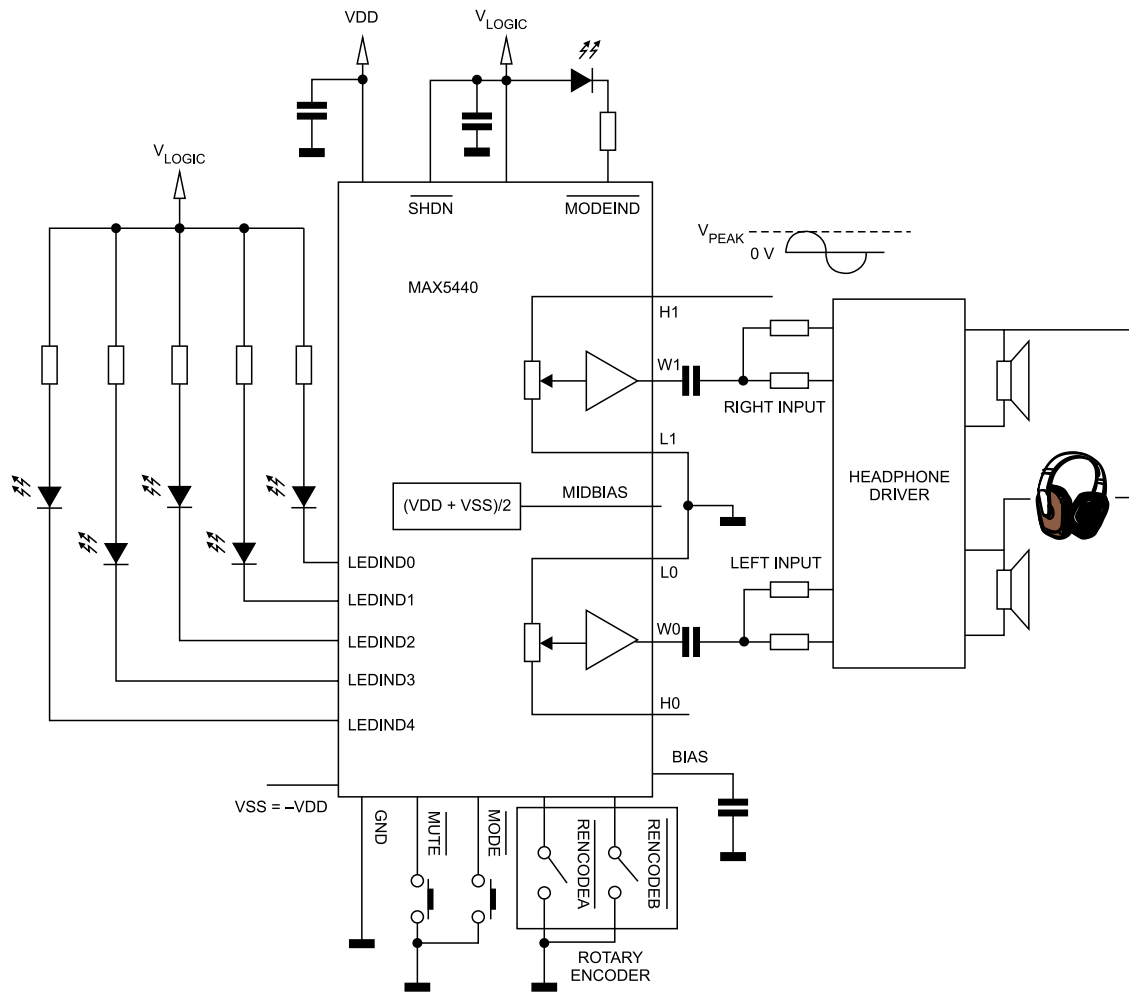 VDD
VLOGIC
VLOGIC
SHDN
MODEIND
VPEAK
0 V
MAX5440
H1
W1
RIGHT INPUT
L1
HEADPHONE
DRIVER
(VDD + VSS)/2
MIDBIAS
LEDIND0
LEFT INPUT
L0
LEDIND1
W0
LEDIND2
LEDIND3
H0
LEDIND4
BIAS
VSS = –VDD
GND
MUTE
MODE
RENCODEA
RENCODEB
ROTARY
ENCODER